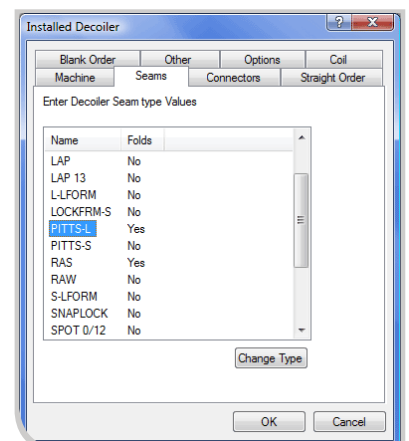 Installed Decoiler
Blank Order Other Options Coil
Machine Seams Connectors Straight Order
Enter Decoiler Seam type Values
Name Folds
LAP No
LAP 13 No
L-LFORM No
LOCKFRM-S No
PITTS-L Yes
PITTS-S No
RAS Yes
RAW No
S-LFORM No
SNAPLOCK No
SPOT 0/12 No
Change Type
OK Cancel